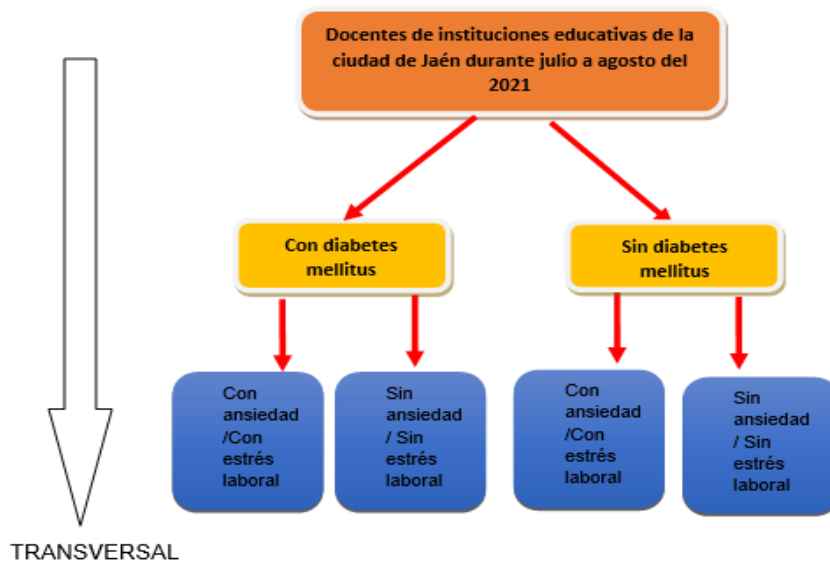 Docentes de instituciones educativas de la
ciudad de Jaén durante julio a agosto del
2021
Con diabetes
mellitus
Sin diabetes
mellitus
Con
ansiedad
/Con
estrés
laboral
Sin
ansiedad
/ Sin
estrés
laboral
Con
ansiedad
/Con
estrés
laboral
Sin
ansiedad
/ Sin
estrés
laboral
TRANSVERSAL